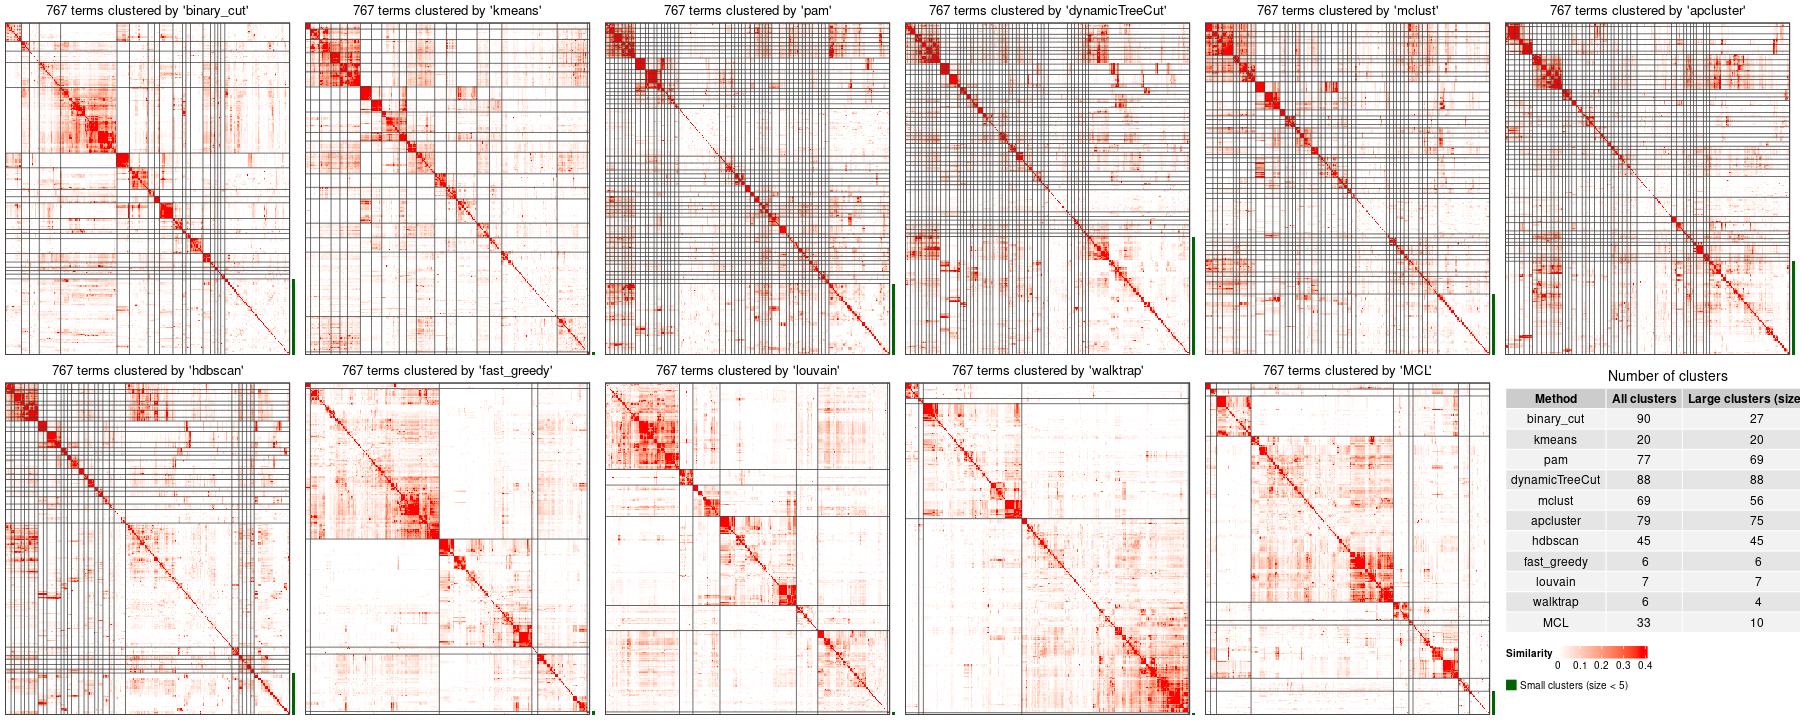 767 terms clustered by 'binary_cut'
767 terms clustered by 'kmeans'
767 terms clustered by 'pam'
767 terms clustered by 'dynamicTreeCut'
767 terms clustered by 'mclust'
767 terms clustered by 'apcluster'
767 terms clustered by 'hdbscan'
767 terms clustered by 'fast_greedy'
767 terms clustered by 'louvain'
767 terms clustered by 'walktrap'
767 terms clustered by 'MCL'
Number of clusters
Method All clusters Large clusters (size
binary_cut 90 27
kmeans 20 20
pam 77 69
dynamicTreeCut 88 88
mclust 69 56
apcluster 79 75
hdbscan 45 45
fast_greedy 6 6
louvain 7 7
walktrap 6 4
MCL 33 10
Similarity
0 0.1 0.2 0.3 0.4
Small clusters (size < 5)